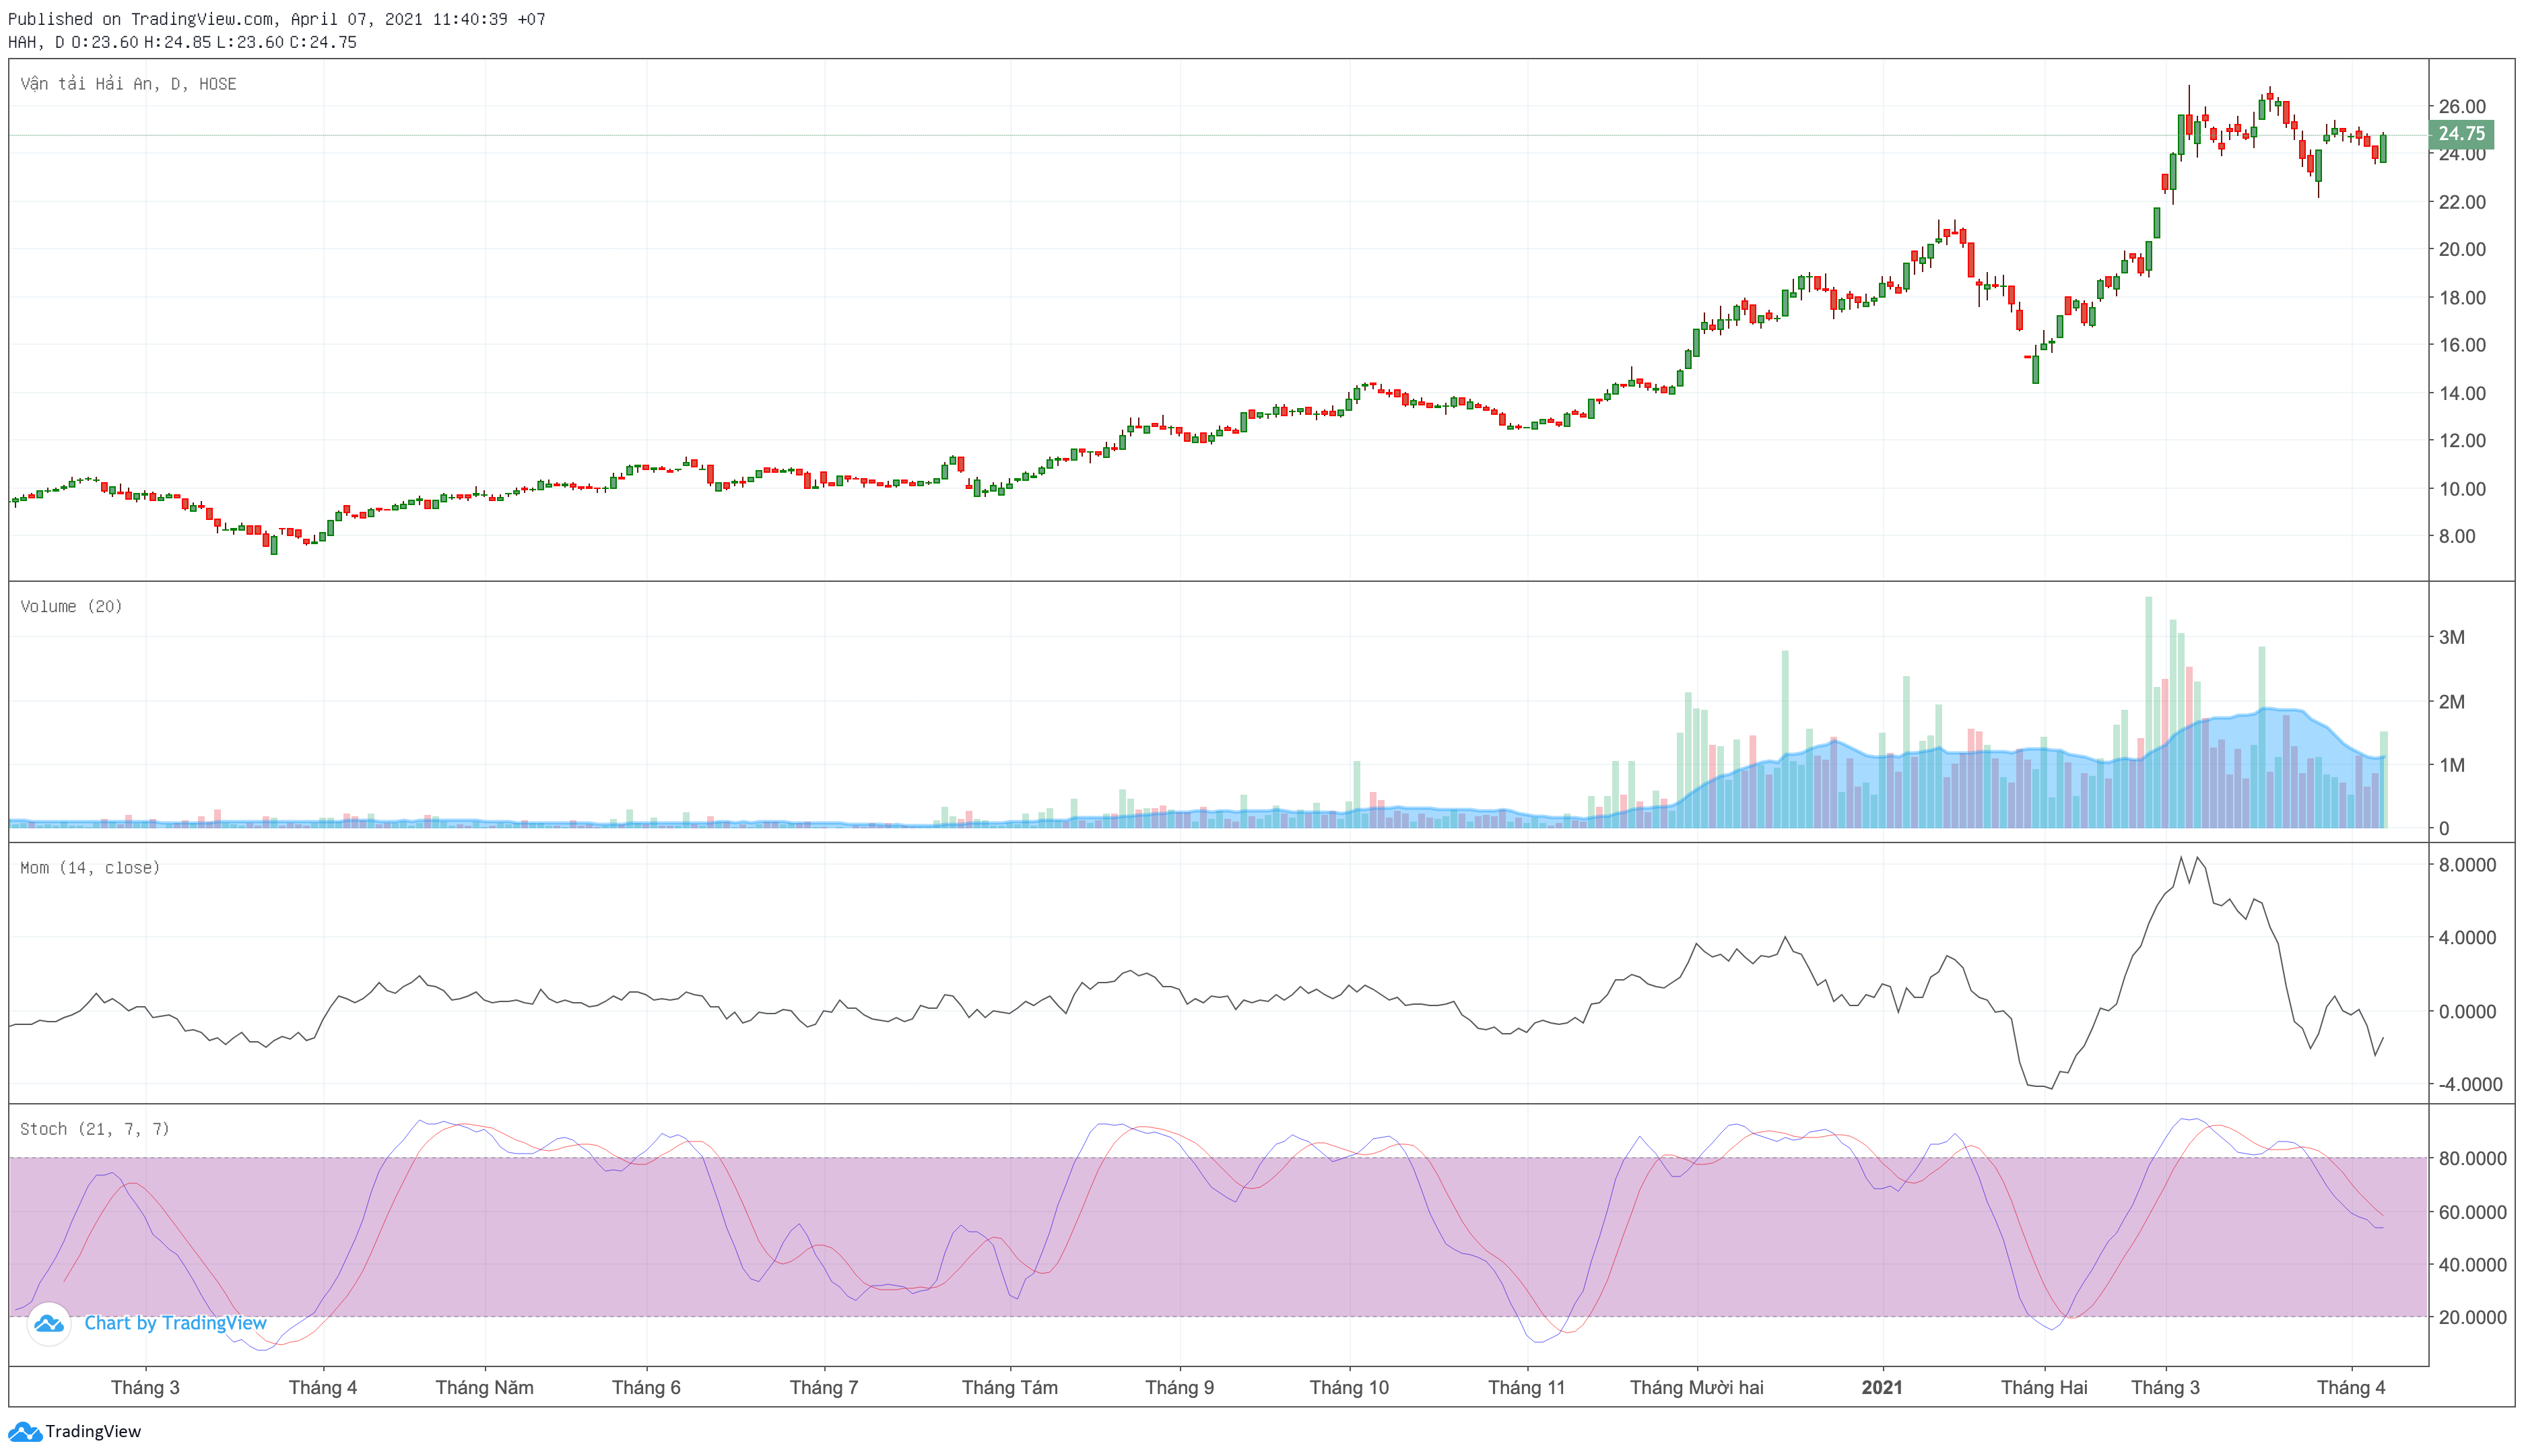 Published on TradingView.com, April 07, 2021 11:40:39 +07
HAH, D O:23.60 H:24.85 L:23.60 C:24.75
Vận tải Hải An, D, HOSE
26.00
24.75
24.00
22.00
20.00
18.00
16.00
14.00
12.00
10.00
8.00
Volume (20)
3M
2M
1M
0
Mom (14, close)
8.0000
4.0000
0.0000
-4.0000
Stoch (21, 7, 7)
80.0000
60.0000
40.0000
20.0000
Chart by TradingView
Tháng 3 Tháng 4 Tháng Năm Tháng 6 Tháng 7 Tháng Tám Tháng 9 Tháng 10 Tháng 11 Tháng Mười hai 2021 Tháng Hai Tháng 3 Tháng 4
TradingView